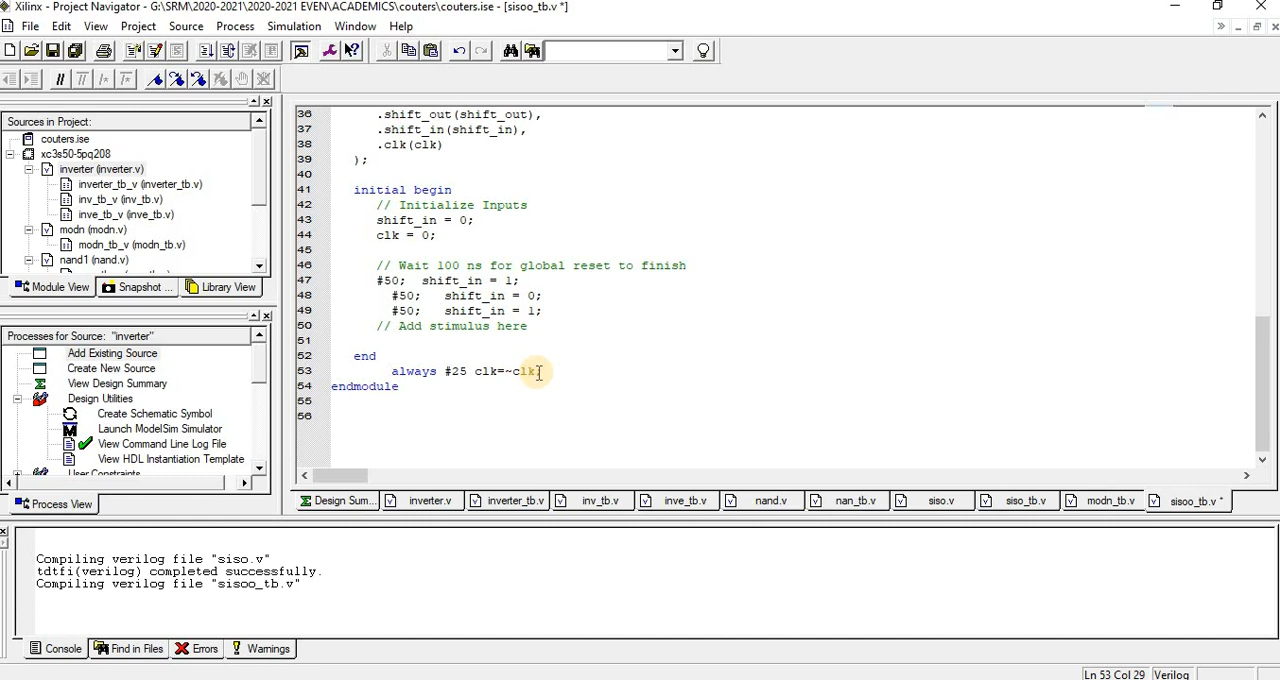 Xilinx - Project Navigator - G:\SRM\2020-2021\2020-2021 EVEN\ACADEMICS\couters\couters.ise - [sisoo_tb.v *]
File Edit View Project Source Process Simulation Window Help
Sources in Project:
couters.ise
xc3s50-5pq208
inverter (inverter.v)
inverter_tb_v (inverter_tb.v)
inv_tb_v (inv_tb.v)
inve_tb_v (inve_tb.v)
modn (modn.v)
modn_tb_v (modn_tb.v)
nand1 (nand.v)
Module View Snapshot ... Library View
Processes for Source: "inverter"
Add Existing Source
Create New Source
View Design Summary
Design Utilities
Create Schematic Symbol
Launch ModelSim Simulator
View Command Line Log File
View HDL Instantiation Template
User Constraints
Process View
36 .shift_out(shift_out),
37 .shift_in(shift_in),
38 .clk(clk)
39 );
40
41 initial begin
42 // Initialize Inputs
43 shift_in = 0;
44 clk = 0;
45
46 // Wait 100 ns for global reset to finish
47 #50; shift_in = 1;
48 #50; shift_in = 0;
49 #50; shift_in = 1;
50 // Add stimulus here
51
52 end
53 always #25 clk=~clk;
54 endmodule
55
56
Design Sum... inverter.v inverter_tb.v inv_tb.v inve_tb.v nand.v nan_tb.v siso.v siso_tb.v modn_tb.v sisoo_tb.v *
Compiling verilog file "siso.v"
tdtfi(verilog) completed successfully.
Compiling verilog file "sisoo_tb.v"
Console Find in Files Errors Warnings
Ln 53 Col 29 Verilog